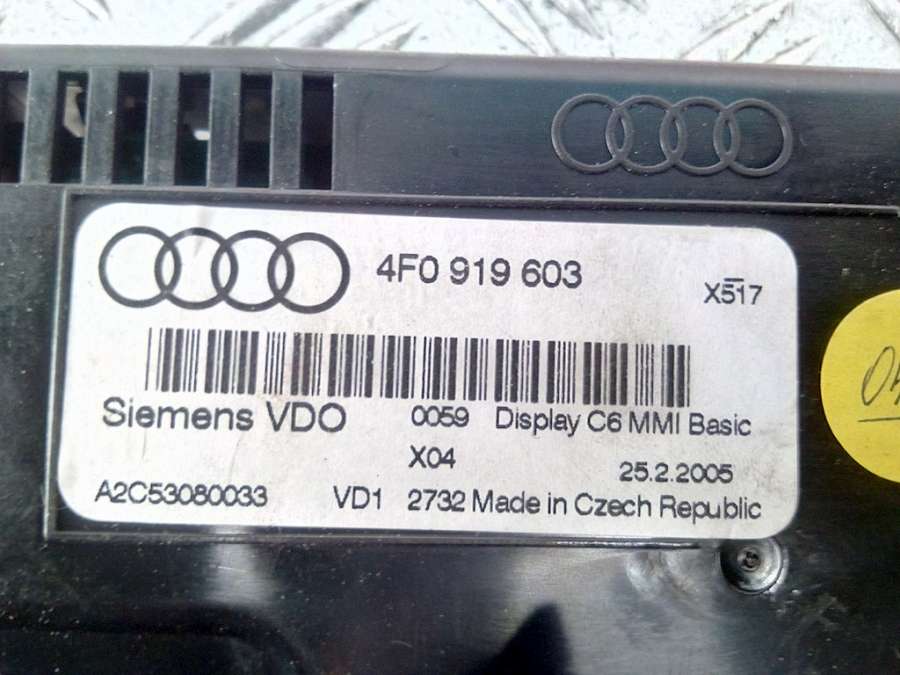 4F0 919 603
X517
Siemens VDO 0059 Display C6 MMI Basic
X04 25.2.2005
A2C53080033 VD1 2732 Made in Czech Republic